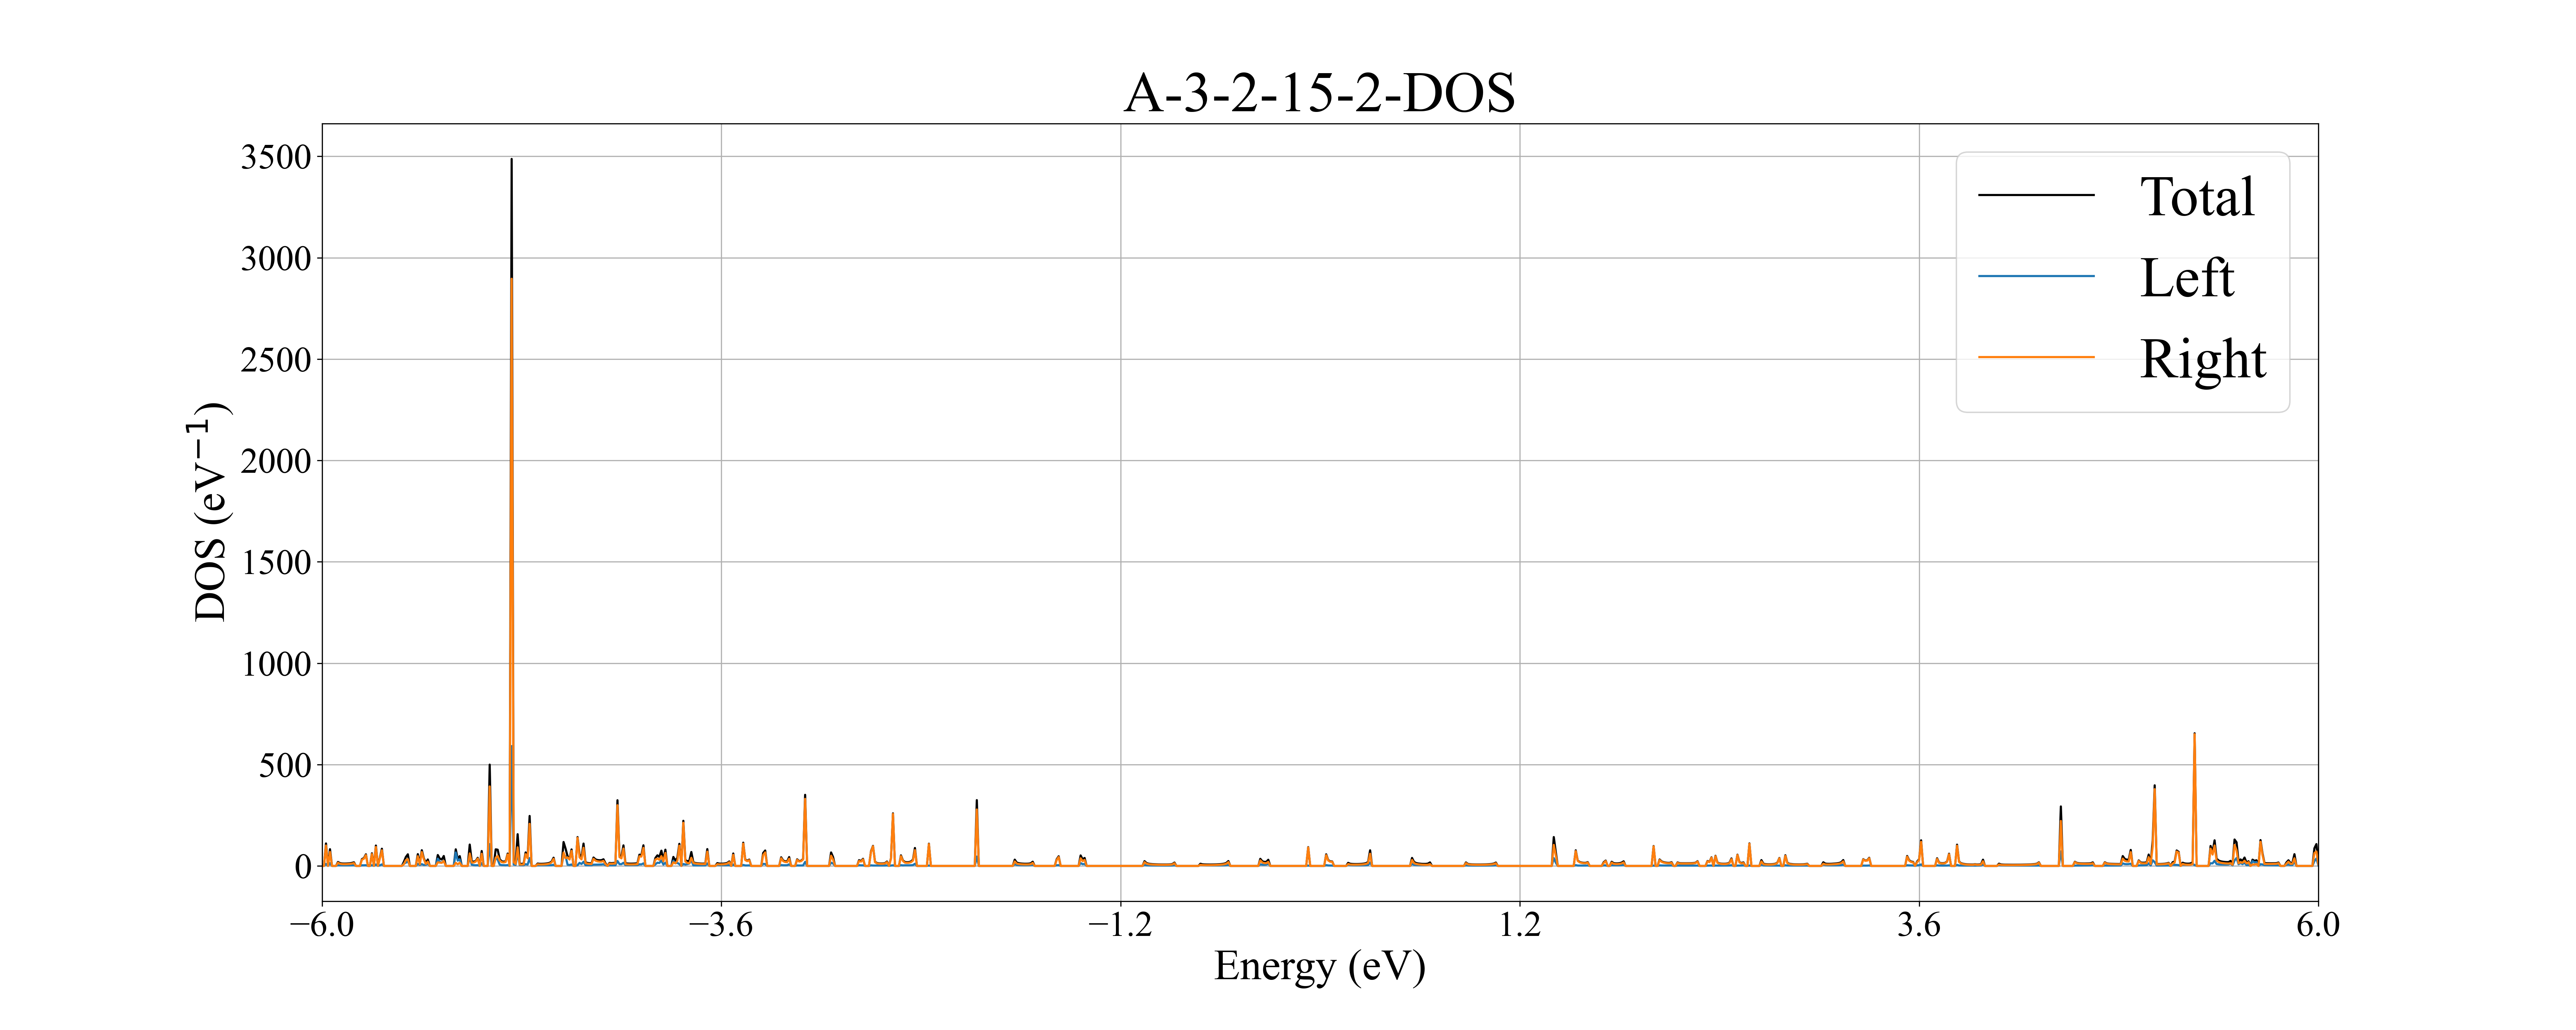 A-3-2-15-2-DOS
3500
3000
2500
2000
1500
1000
500
0
DOS (eV⁻¹)
Total
Left
Right
−6.0 −3.6 −1.2 1.2 3.6 6.0
Energy (eV)